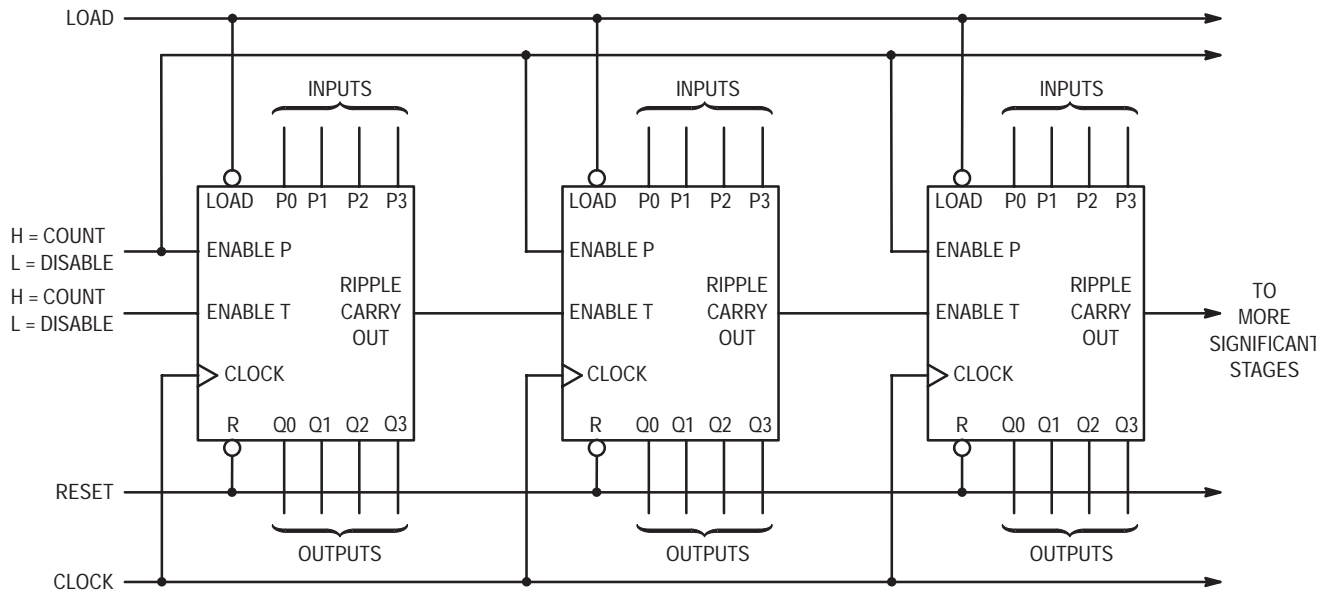 LOAD
INPUTS
INPUTS
INPUTS
LOAD P0 P1 P2 P3
LOAD P0 P1 P2 P3
LOAD P0 P1 P2 P3
H = COUNT
L = DISABLE
ENABLE P
ENABLE P
ENABLE P
H = COUNT
L = DISABLE
ENABLE T
RIPPLE
CARRY
OUT
ENABLE T
RIPPLE
CARRY
OUT
ENABLE T
RIPPLE
CARRY
OUT
TO
MORE
SIGNIFICANT
STAGES
CLOCK
CLOCK
CLOCK
R Q0 Q1 Q2 Q3
R Q0 Q1 Q2 Q3
R Q0 Q1 Q2 Q3
RESET
OUTPUTS
OUTPUTS
OUTPUTS
CLOCK